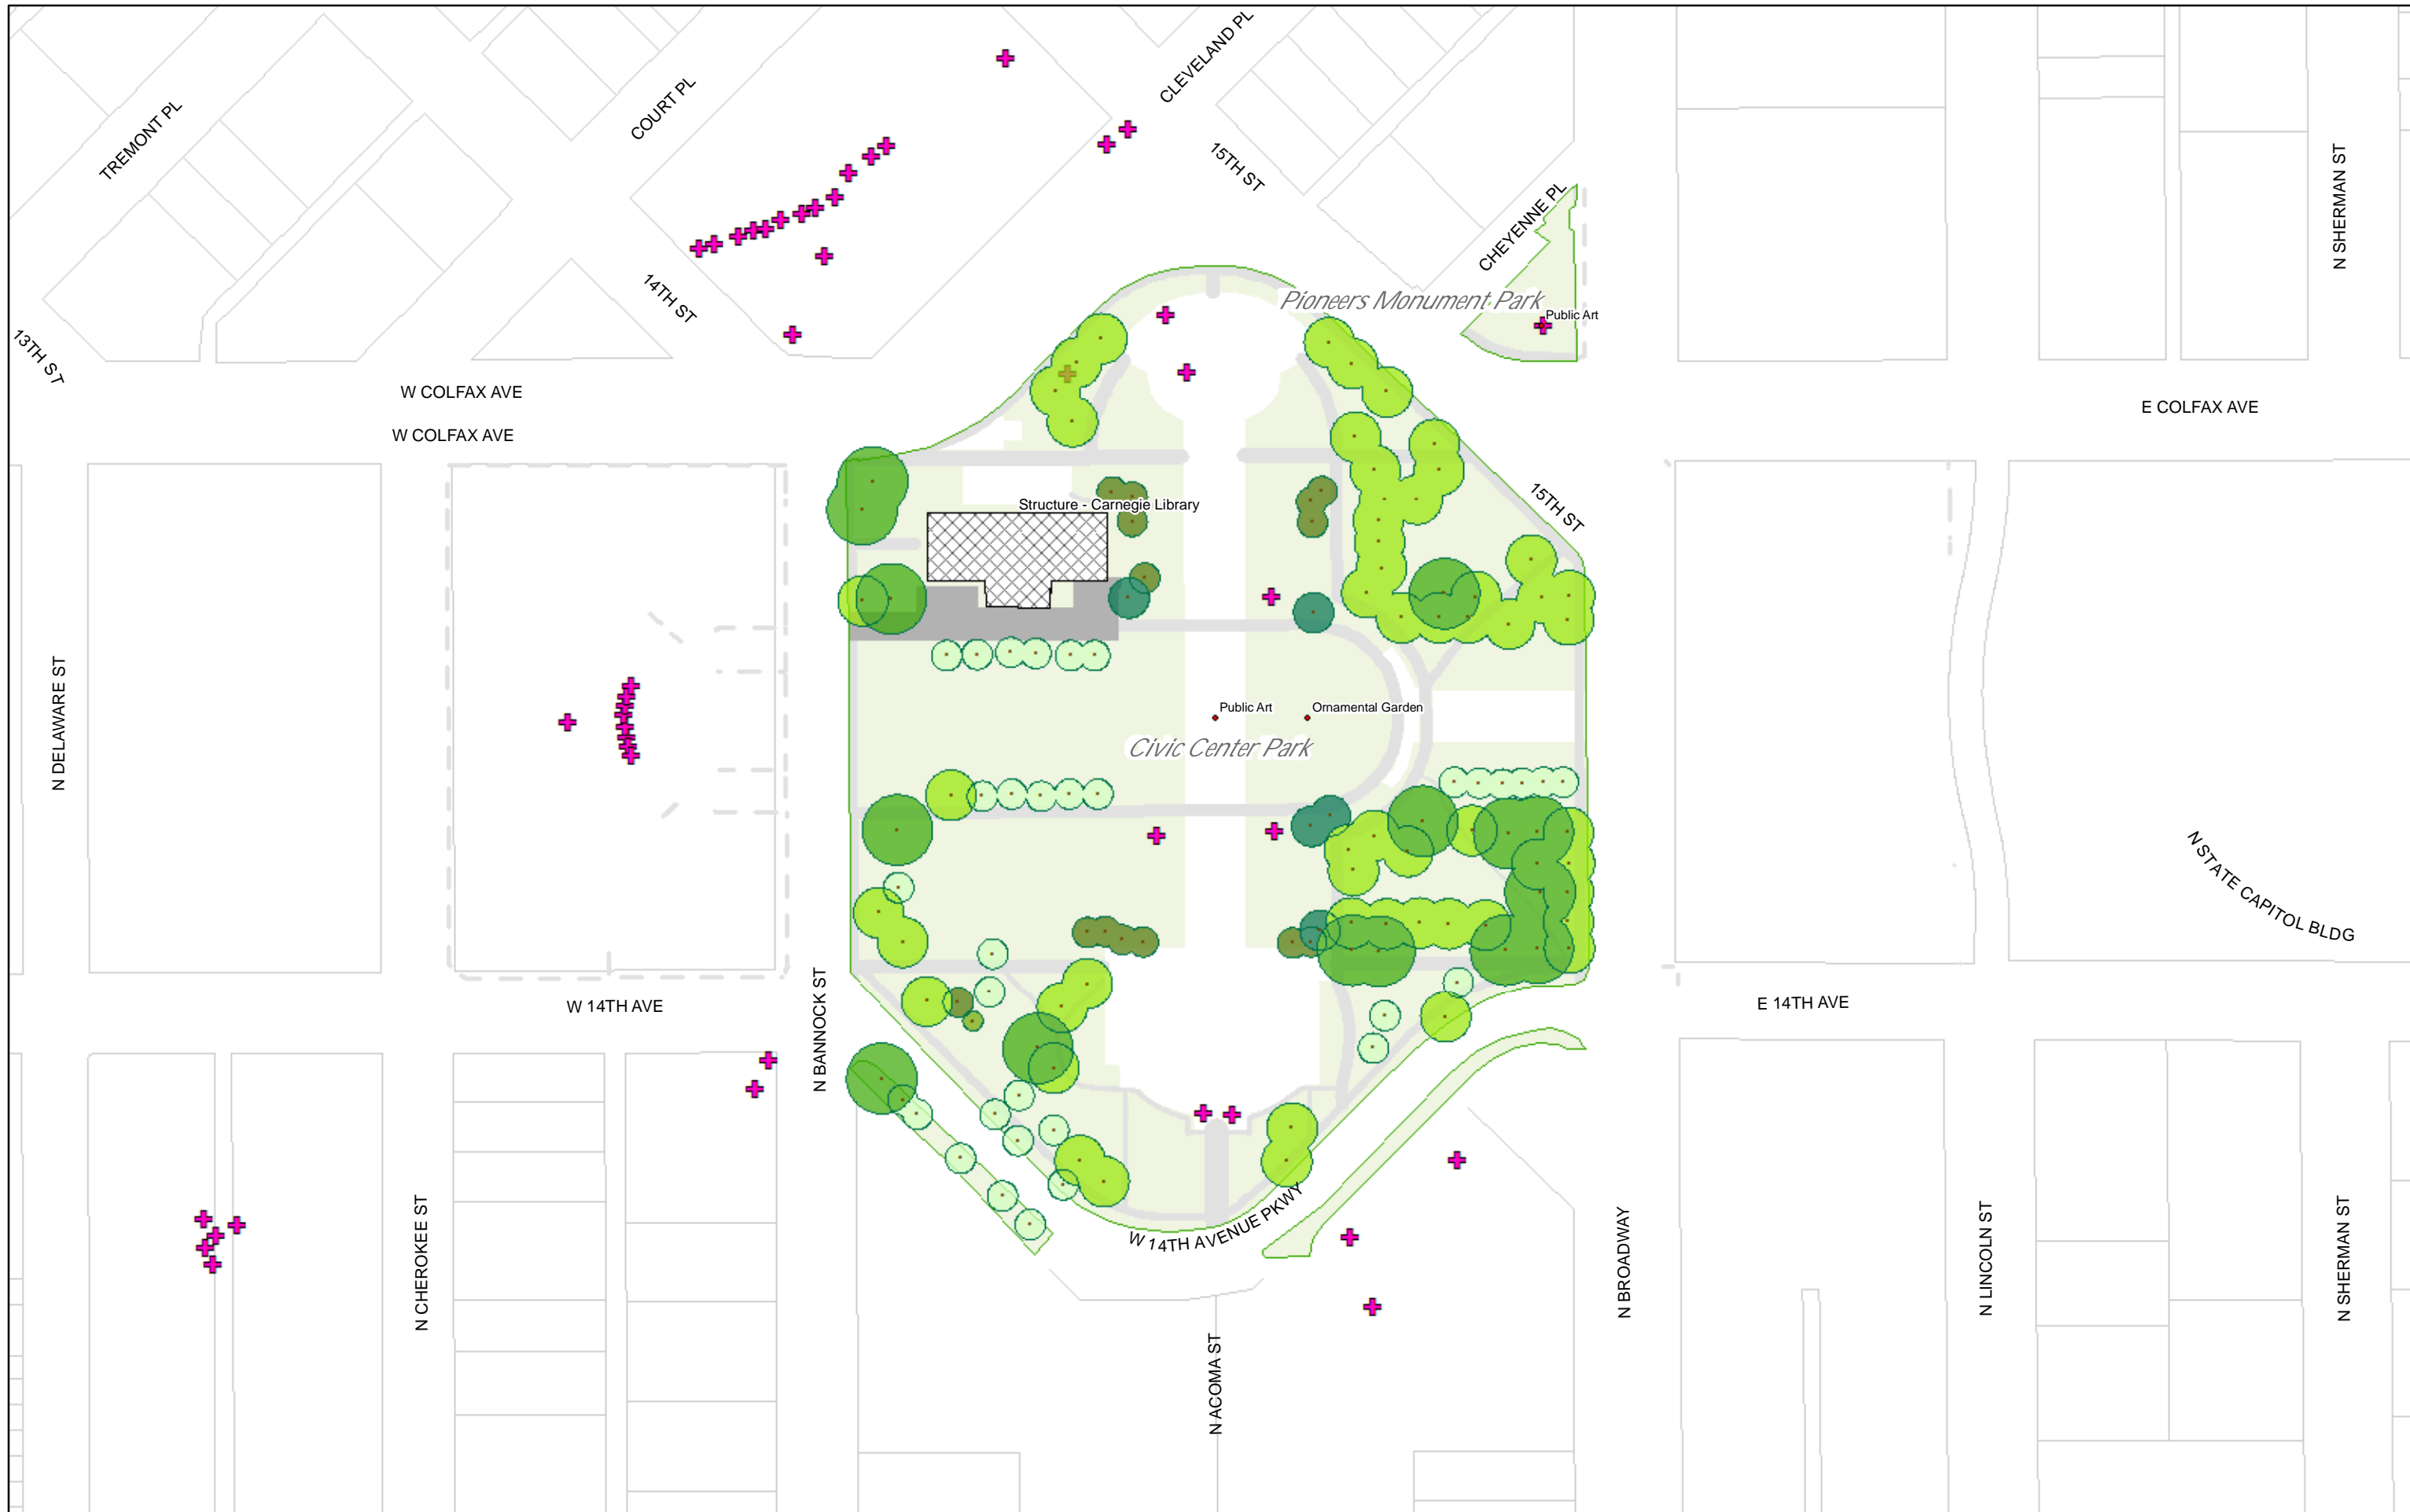 CLEVELAND PL
TREMONT PL
COURT PL
15TH ST
N SHERMAN ST
CHEYENNE PL
14TH ST
Pioneers Monument Park
Public Art
13TH ST
W COLFAX AVE
E COLFAX AVE
W COLFAX AVE
Structure - Carnegie Library
15TH ST
N DELAWARE ST
Public Art
Ornamental Garden
Civic Center Park
N STATE CAPITOL BLDG
N BANNOCK ST
W 14TH AVE
E 14TH AVE
N CHEROKEE ST
W 14TH AVENUE PKWY
N BROADWAY
N LINCOLN ST
N SHERMAN ST
N ACOMA ST